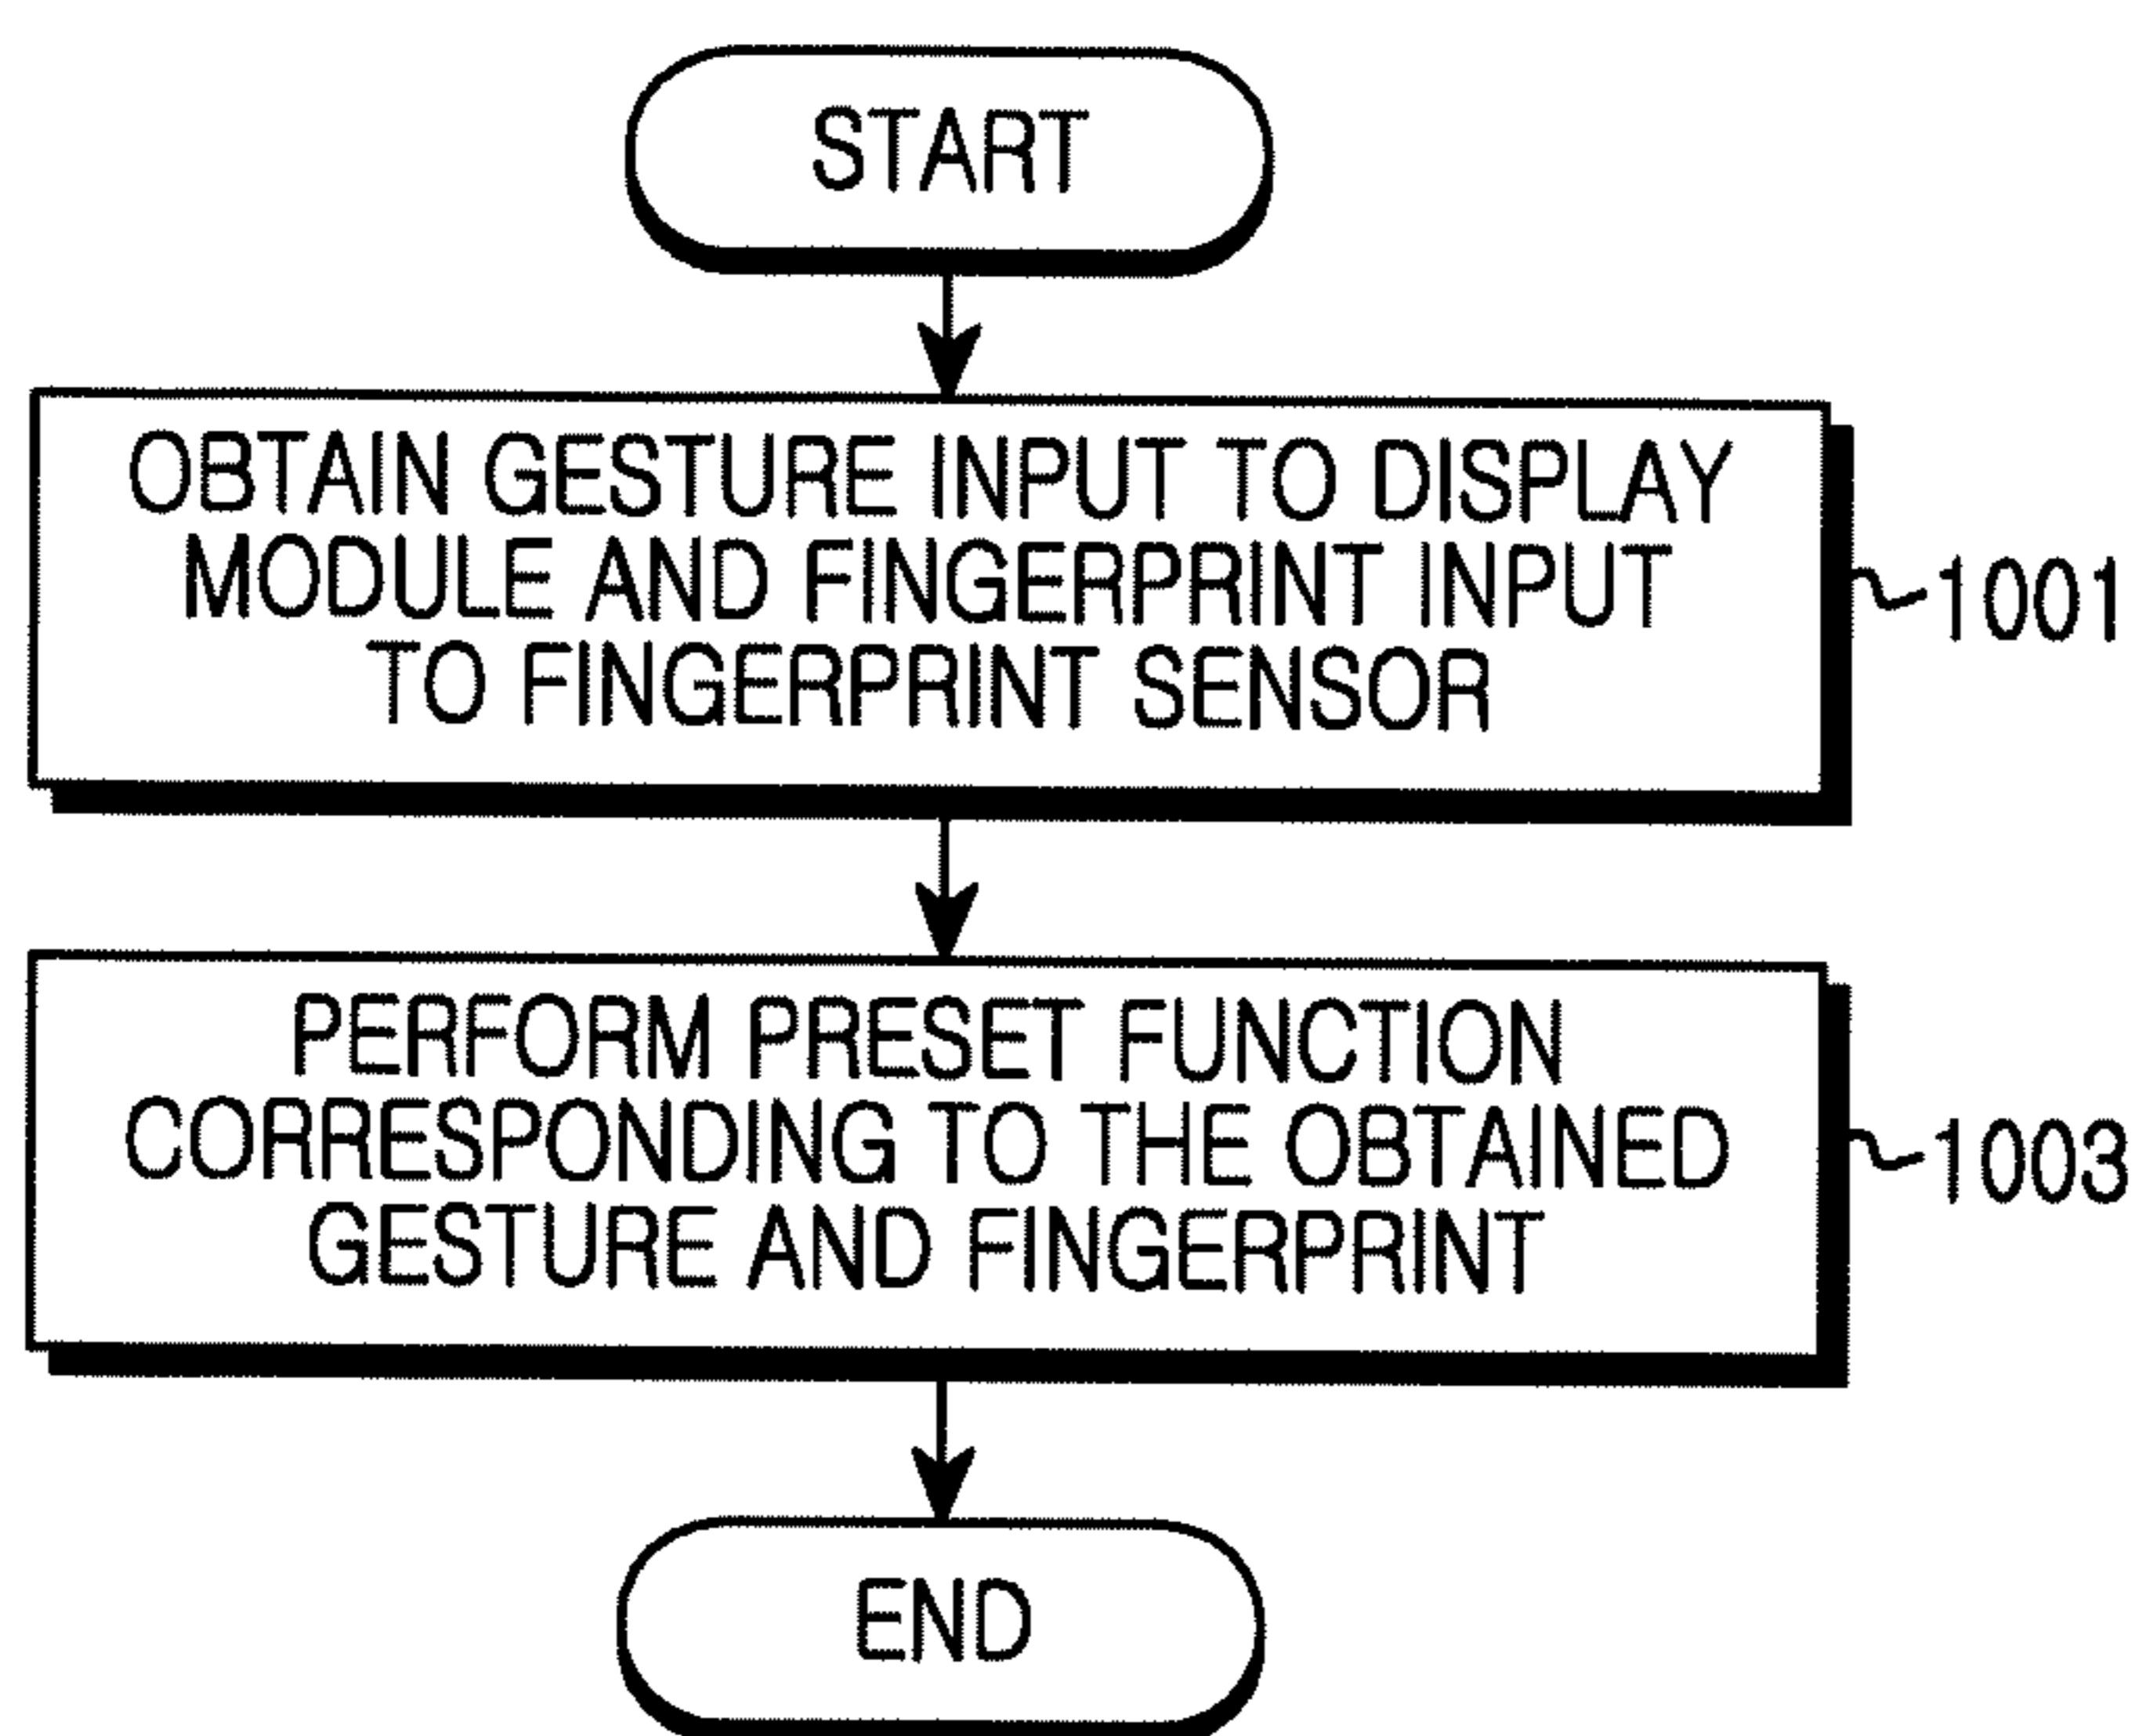 START
OBTAIN GESTURE INPUT TO DISPLAY
MODULE AND FINGERPRINT INPUT
TO FINGERPRINT SENSOR
1001
PERFORM PRESET FUNCTION
CORRESPONDING TO THE OBTAINED
GESTURE AND FINGERPRINT
1003
END